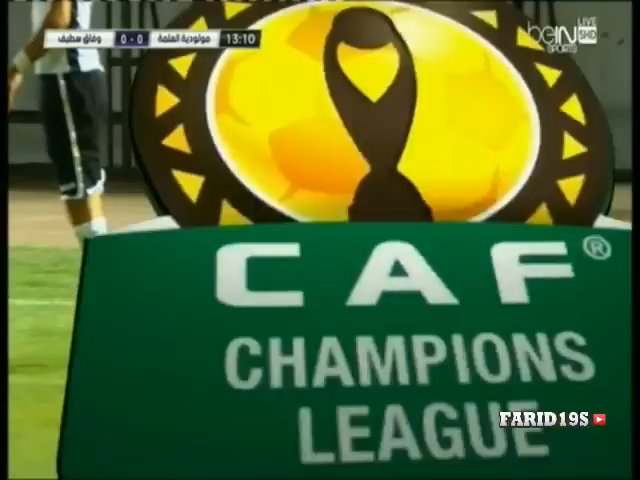 وفاق سطيف 0 - 0 مولودية العلمة 13:10
beIN LIVE HD
SPORTS
CAF®
CHAMPIONS
LEAGUE
FARID19S